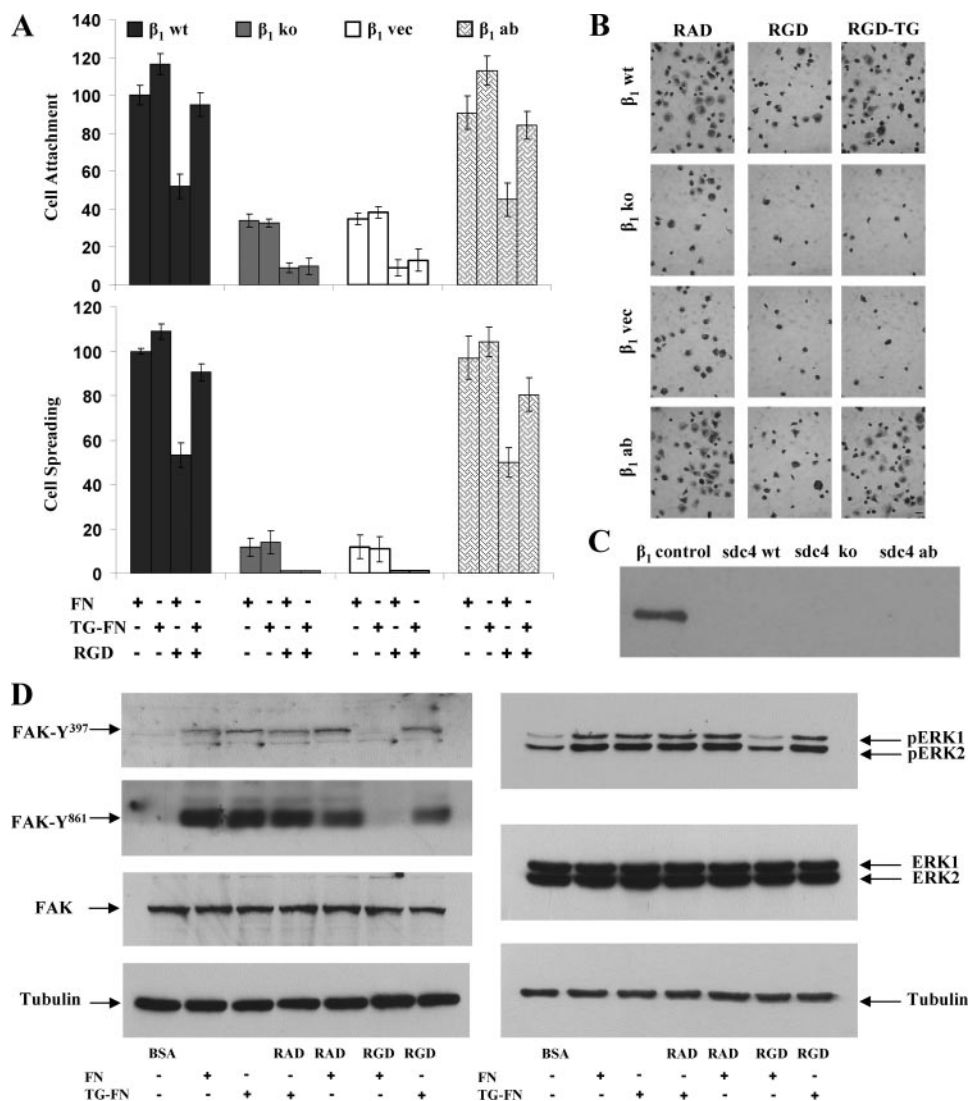 A
β1 wt β1 ko β1 vec β1 ab
Cell Attachment
120
100
80
60
40
20
0
Cell Spreading
120
100
80
60
40
20
0
FN + - + - + - + - + - + - + - + -
TG-FN - + - + - + - + - + - + - + - +
RGD - - + + - - + + - - + + - - + +
B
RAD RGD RGD-TG
β1 wt
β1 ko
β1 vec
β1 ab
C
β1 control sdc4 wt sdc4 ko sdc4 ab
D
FAK-Y397
FAK-Y861
FAK
Tubulin
BSA RAD RAD RGD RGD
FN - + - - + + -
TG-FN - - + + - - +
pERK1
pERK2
ERK1
ERK2
Tubulin
BSA RAD RAD RGD RGD
FN - + - - + + -
TG-FN - - + + - - +